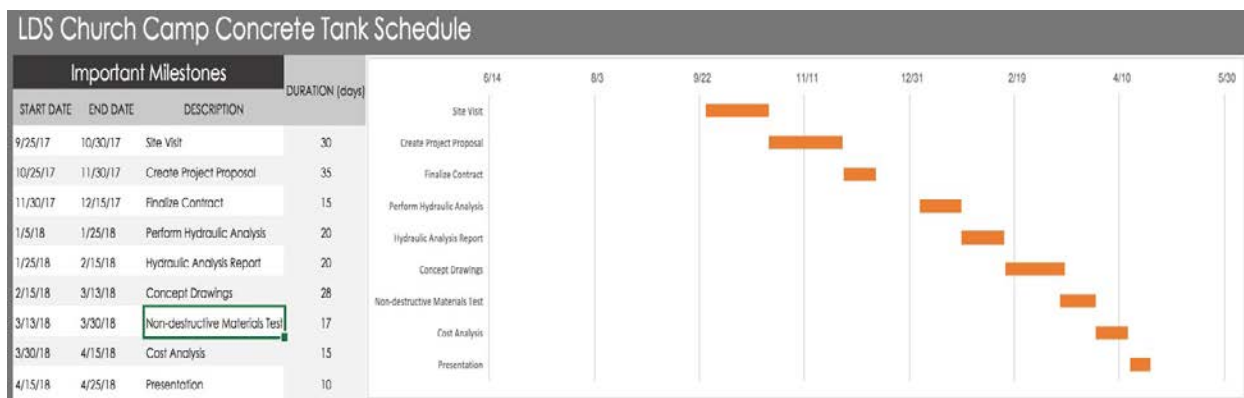 LDS Church Camp Concrete Tank Schedule
Important Milestones
DURATION (days)
START DATE END DATE DESCRIPTION
9/25/17 10/30/17 Site Visit 30
10/25/17 11/30/17 Create Project Proposal 35
11/30/17 12/15/17 Finalize Contract 15
1/5/18 1/25/18 Perform Hydraulic Analysis 20
1/25/18 2/15/18 Hydraulic Analysis Report 20
2/15/18 3/13/18 Concept Drawings 28
3/13/18 3/30/18 Non-destructive Materials Test 17
3/30/18 4/15/18 Cost Analysis 15
4/15/18 4/25/18 Presentation 10
6/14 8/3 9/22 11/11 12/31 2/19 4/10 5/30
Site Visit
Create Project Proposal
Finalize Contract
Perform Hydraulic Analysis
Hydraulic Analysis Report
Concept Drawings
Non-destructive Materials Test
Cost Analysis
Presentation